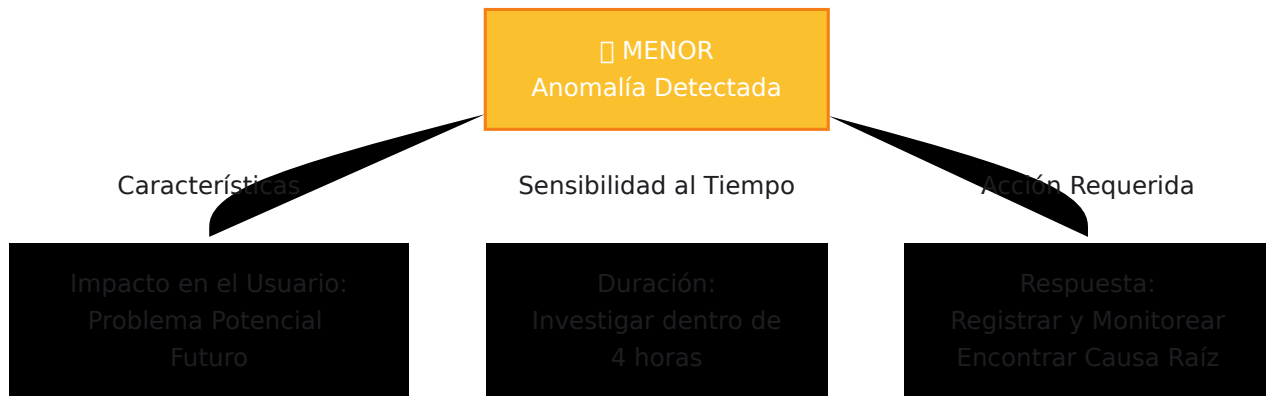 MENOR
Anomalía Detectada
Características
Sensibilidad al Tiempo
Acción Requerida
Impacto en el Usuario:
Problema Potencial
Futuro
Duración:
Investigar dentro de
4 horas
Respuesta:
Registrar y Monitorear
Encontrar Causa Raíz